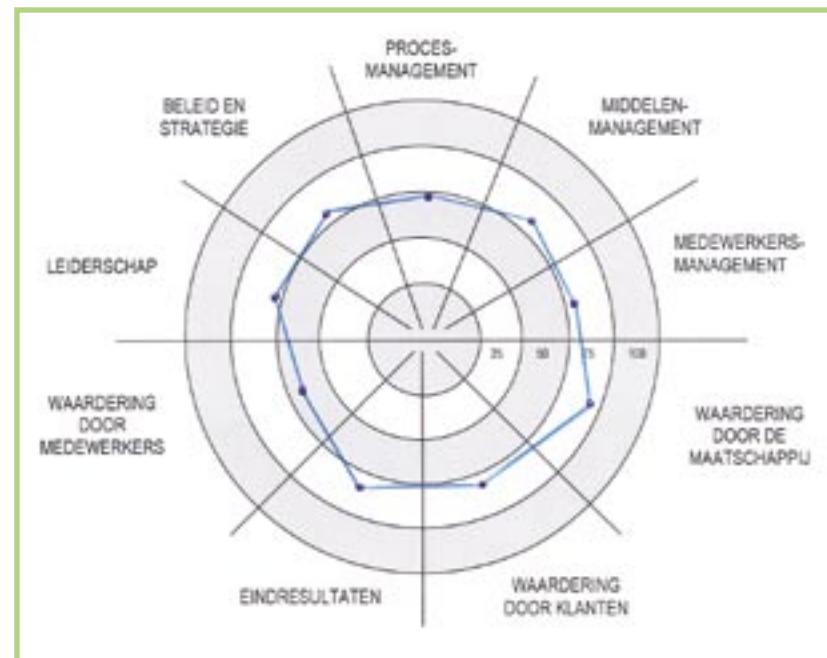 PROCES-
MANAGEMENT
BELEID EN
STRATEGIE
MIDDELEN-
MANAGEMENT
LEIDERSCHAP
MEDEWERKERS-
MANAGEMENT
25 50 75 100
WAARDERING
DOOR
MEDEWERKERS
WAARDERING
DOOR DE
MAATSCHAPPIJ
EINDRESULTATEN
WAARDERING
DOOR KLANTEN